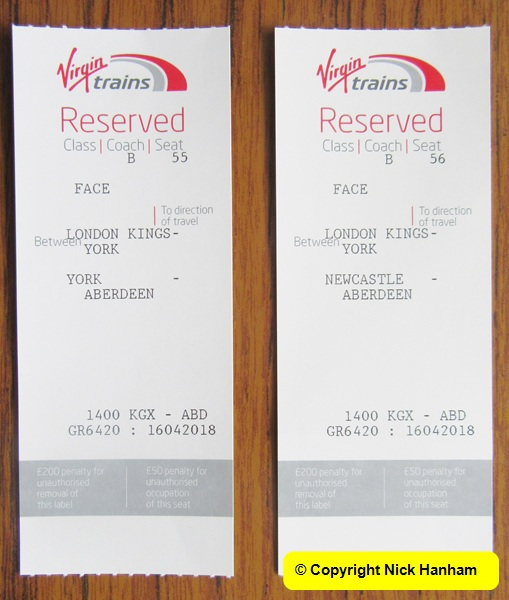 Virgin
trains
Reserved
Class | Coach | Seat
B 55
FACE
To direction
of travel
Between
LONDON KINGS-
YORK
YORK -
ABERDEEN
1400 KGX - ABD
GR6420 : 16042018
£200 penalty for
unauthorised
removal of
this label
£50 penalty for
unauthorised
occupation
of this seat
Virgin
trains
Reserved
Class | Coach | Seat
B 56
FACE
To direction
of travel
Between
LONDON KINGS-
YORK
NEWCASTLE -
ABERDEEN
1400 KGX - ABD
GR6420 : 16042018
£200 penalty for
unauthorised
removal of
this label
£50 penalty for
unauthorised
occupation
of this seat
© Copyright Nick Hanham